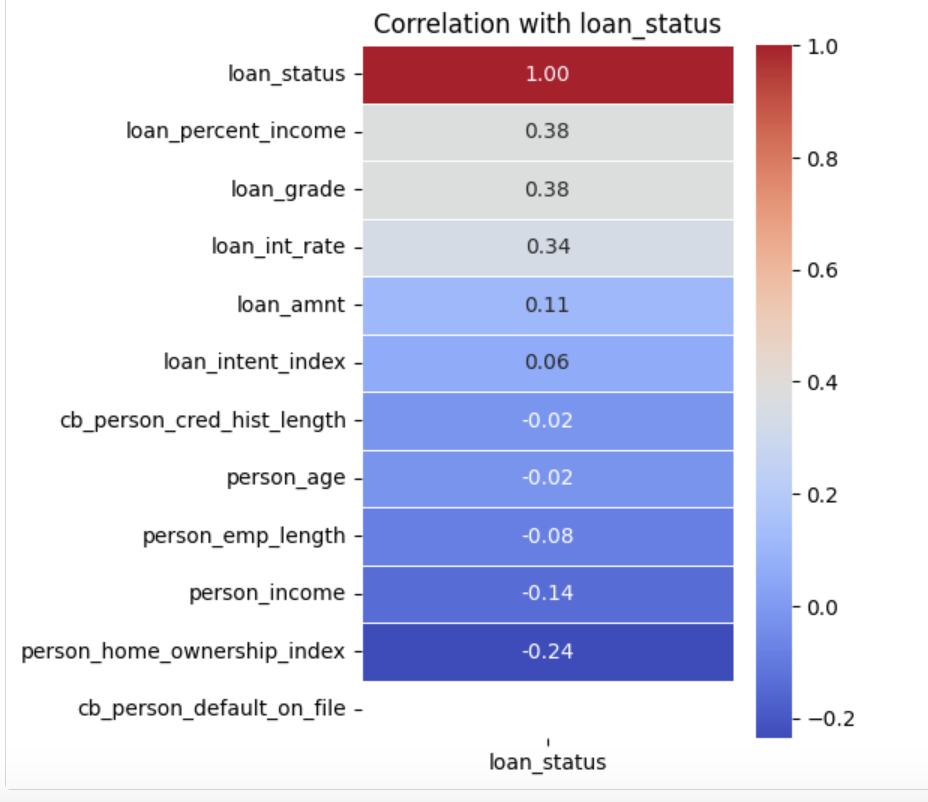 Correlation with loan_status
loan_status 1.00
loan_percent_income 0.38
loan_grade 0.38
loan_int_rate 0.34
loan_amnt 0.11
loan_intent_index 0.06
cb_person_cred_hist_length -0.02
person_age -0.02
person_emp_length -0.08
person_income -0.14
person_home_ownership_index -0.24
cb_person_default_on_file
loan_status
1.0
0.8
0.6
0.4
0.2
0.0
−0.2